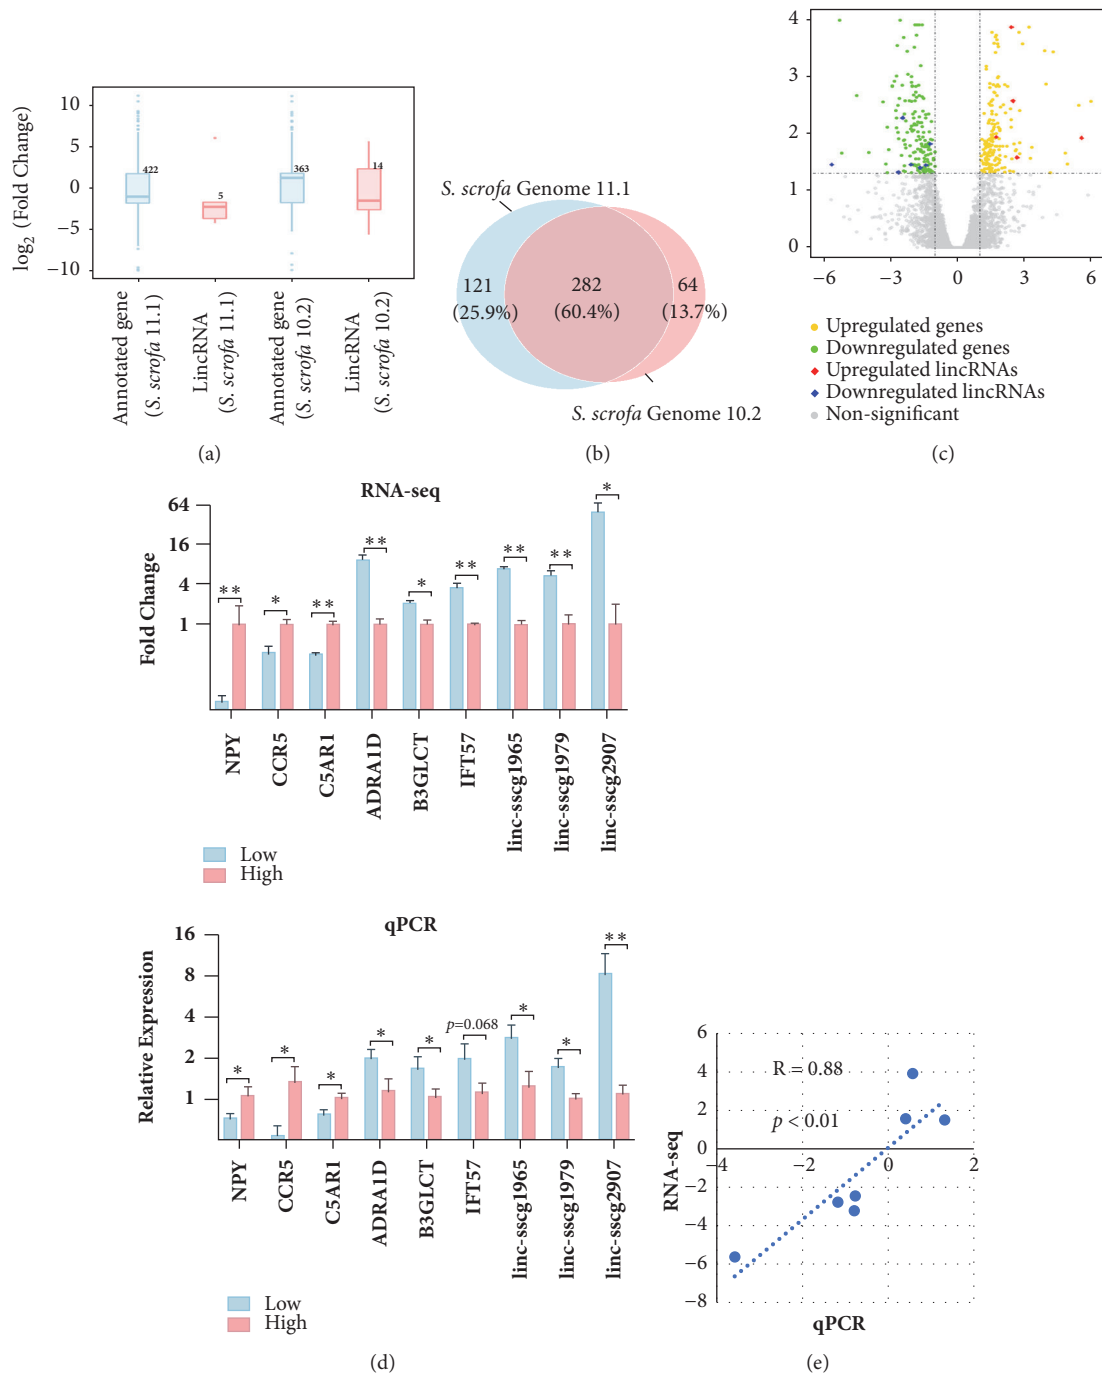 10
5
0
−5
−10
log2 (Fold Change)
422
5
363
14
Annotated gene
(S. scrofa 11.1)
LincRNA
(S. scrofa 11.1)
Annotated gene
(S. scrofa 10.2)
LincRNA
(S. scrofa 10.2)
(a)
S. scrofa Genome 11.1
121
(25.9%)
282
(60.4%)
64
(13.7%)
S. scrofa Genome 10.2
(b)
4
3
2
1
0
−6
−3
0
3
6
Upregulated genes
Downregulated genes
Upregulated lincRNAs
Downregulated lincRNAs
Non-significant
(c)
RNA-seq
Fold Change
64
16
4
1
**
*
**
**
*
**
**
**
*
NPY
CCR5
C5AR1
ADRA1D
B3GLCT
IFT57
linc-sscg1965
linc-sscg1979
linc-sscg2907
Low
High
qPCR
Relative Expression
16
8
4
2
1
*
*
*
*
*
p=0.068
*
*
**
NPY
CCR5
C5AR1
ADRA1D
B3GLCT
IFT57
linc-sscg1965
linc-sscg1979
linc-sscg2907
Low
High
(d)
RNA-seq
6
4
2
0
−2
−4
−6
−8
−4
−2
0
2
R = 0.88
p < 0.01
qPCR
(e)